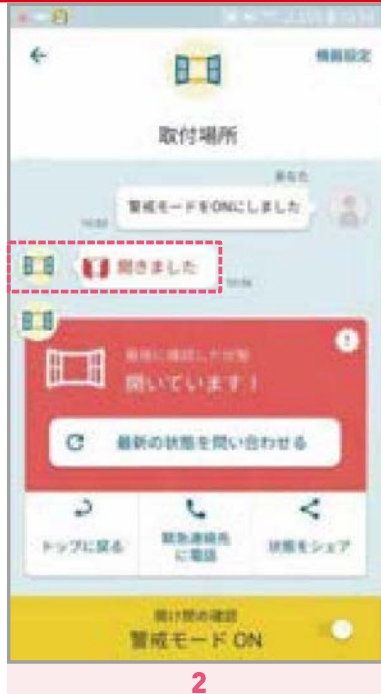 機器設定
取付場所
あなた
警戒モードをONにしました
開きました
最後に確認した状態
開いています！
最新の状態を問い合わせる
トップに戻る
緊急連絡先
に電話
状態をシェア
開け閉め確認
警戒モード ON
2